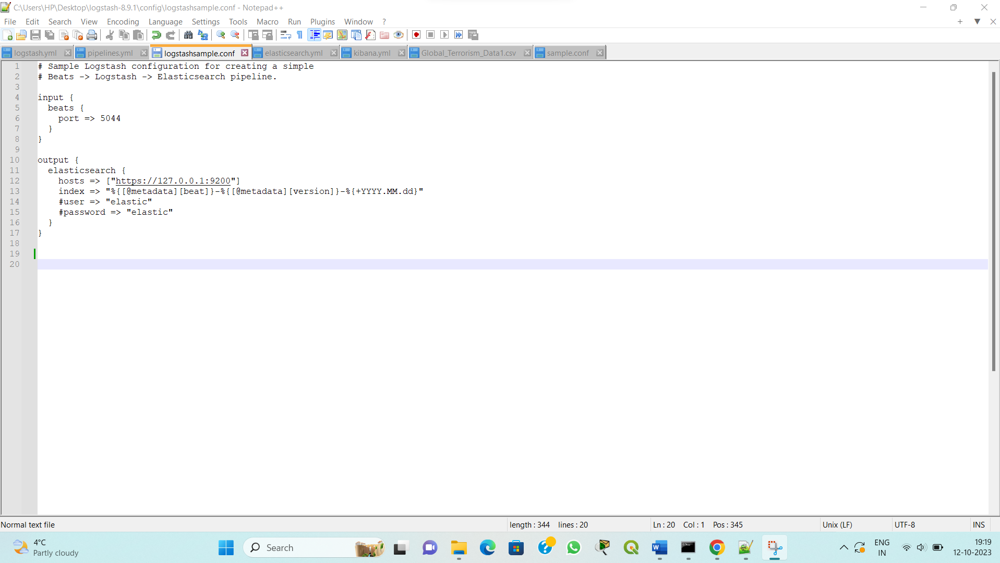 C:\Users\HP\Desktop\logstash-8.9.1\config\logstashsample.conf - Notepad++
File Edit Search View Encoding Language Settings Tools Macro Run Plugins Window ?
logstash.yml pipelines.yml logstashsample.conf elasticsearch.yml kibana.yml Global_Terrorism_Data1.csv sample.conf
1 # Sample Logstash configuration for creating a simple
2 # Beats -> Logstash -> Elasticsearch pipeline.
3
4 input {
5   beats {
6     port => 5044
7   }
8 }
9
10 output {
11   elasticsearch {
12     hosts => ["https://127.0.0.1:9200"]
13     index => "%{[@metadata][beat]}-%{[@metadata][version]}-%{+YYYY.MM.dd}"
14     #user => "elastic"
15     #password => "elastic"
16   }
17 }
18
19
20
Normal text file length : 344 lines : 20 Ln : 20 Col : 1 Pos : 345 Unix (LF) UTF-8 INS
4°C
Partly cloudy
Search
ENG
IN
19:19
12-10-2023